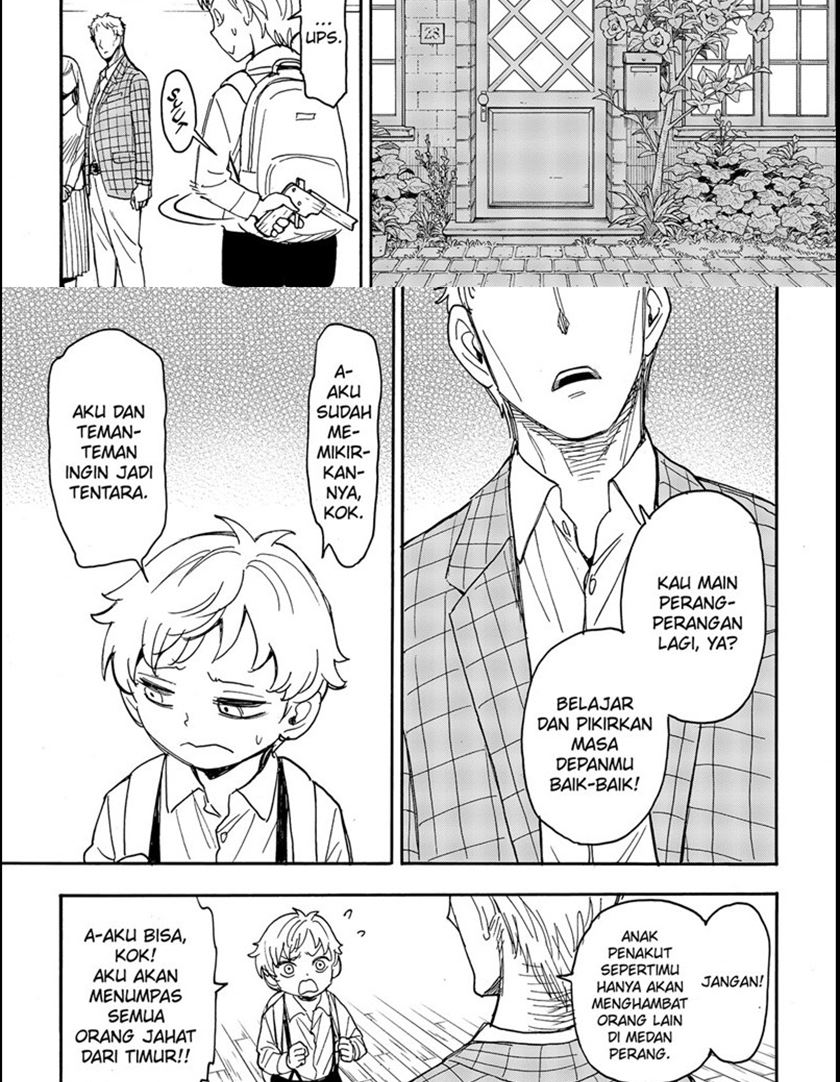 28
...
UPS.
SRUT
KAU MAIN
PERANG-
PERANGAN
LAGI, YA?
BELAJAR
DAN PIKIRKAN
MASA
DEPANMU
BAIK-BAIK!
A-
AKU
SUDAH
ME-
MIKIR-
KAN-
NYA,
KOK.
AKU DAN
TEMAN-
TEMAN
INGIN JADI
TENTARA.
JANGAN!
ANAK
PENAKUT
SEPERTIMU
HANYA AKAN
MENGHAMBAT
ORANG LAIN
DI MEDAN
PERANG.
A-AKU BISA,
KOK!
AKU AKAN
MENUMPAS
SEMUA
ORANG JAHAT
DARI TIMUR!!